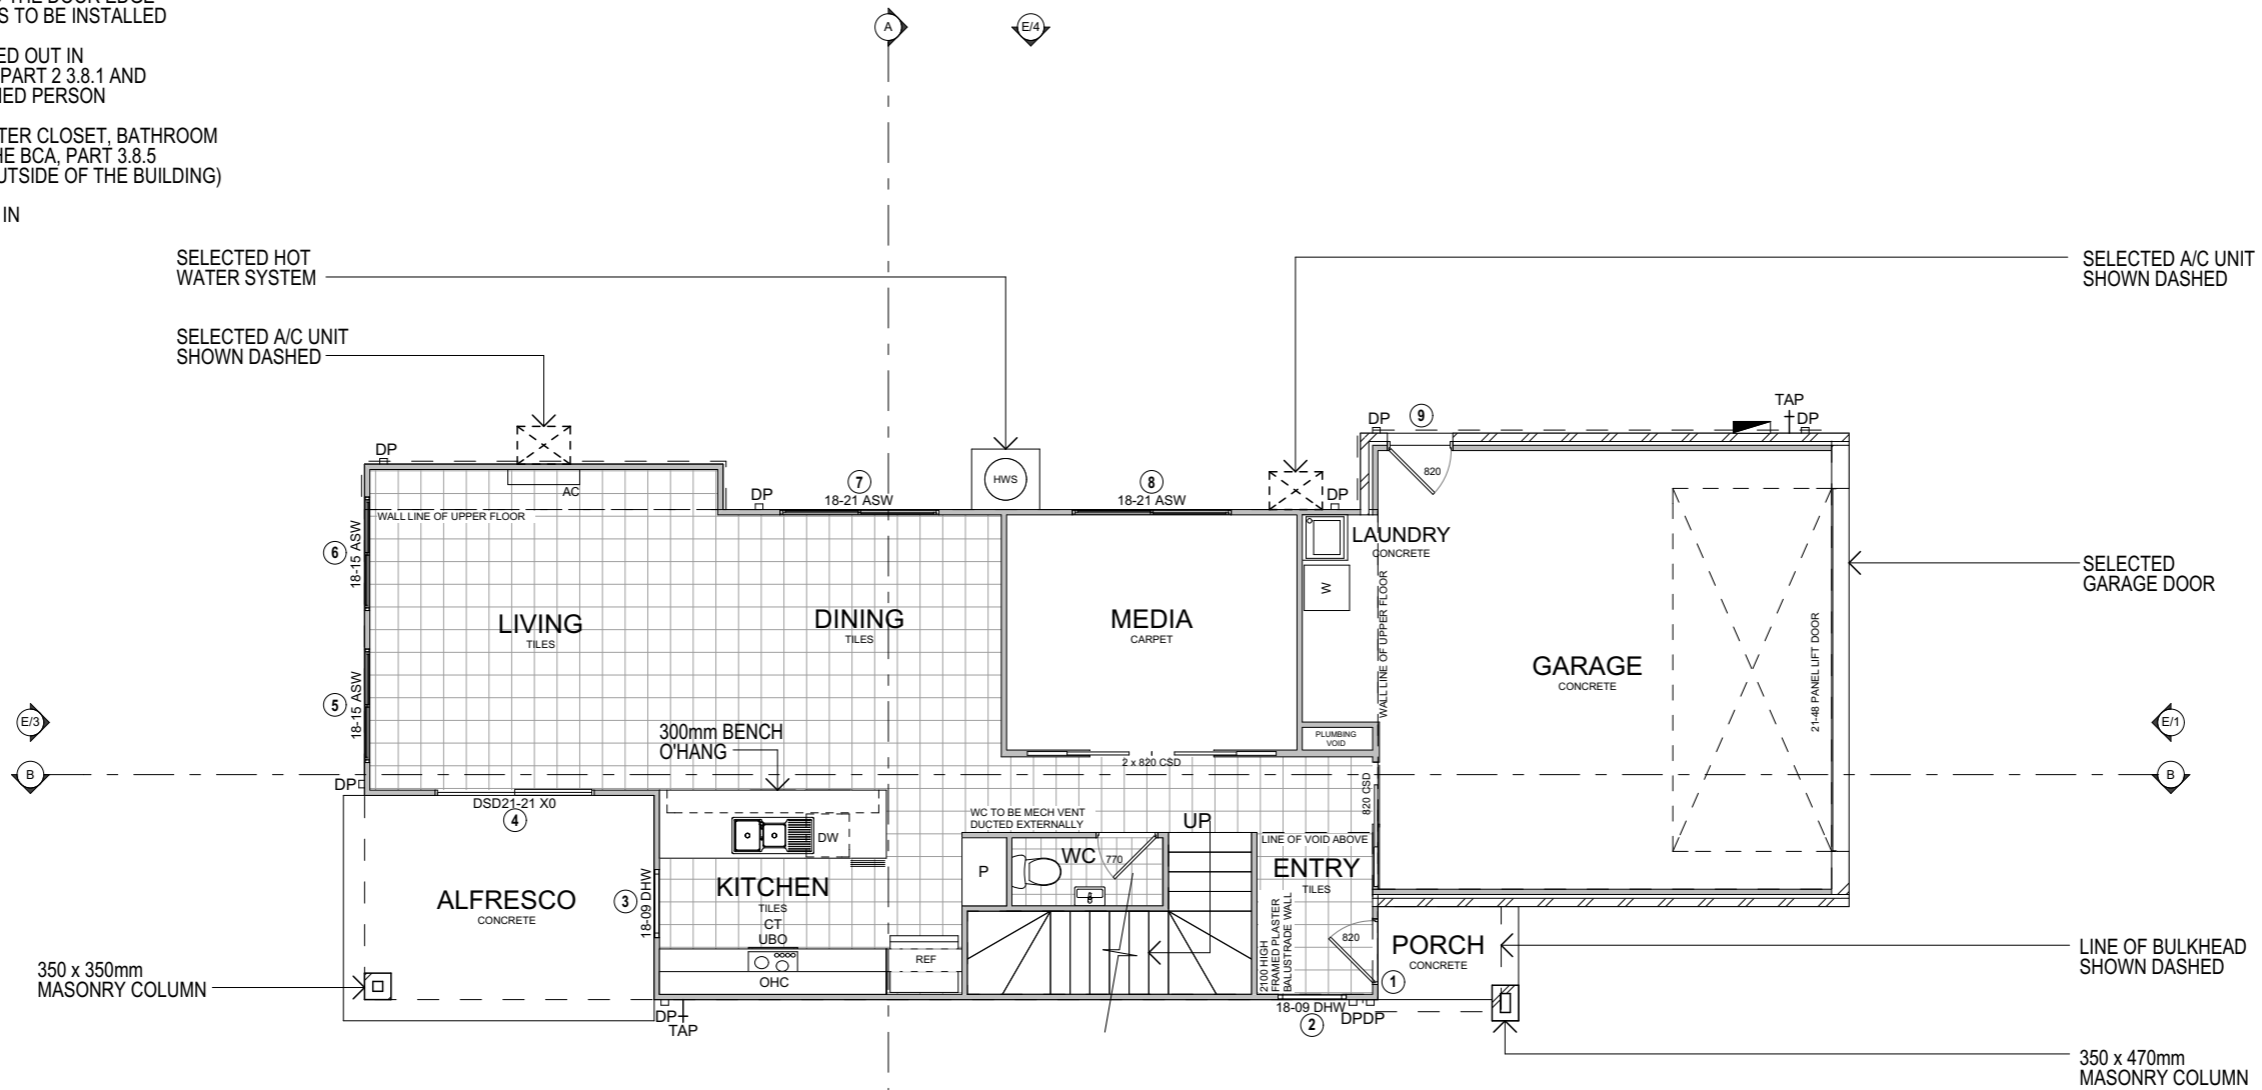 S TO BE INSTALLED
ED OUT IN
PART 2 3.8.1 AND
IED PERSON
TER CLOSET, BATHROOM
HE BCA, PART 3.8.5
UTSIDE OF THE BUILDING)
IN
A
E/4
SELECTED HOT
WATER SYSTEM
SELECTED A/C UNIT
SHOWN DASHED
SELECTED A/C UNIT
SHOWN DASHED
DP
AC
WALL LINE OF UPPER FLOOR
6
18-15 ASW
5
18-15 ASW
LIVING
TILES
DP
7
18-21 ASW
HWS
8
18-21 ASW
DP
DP
9
TAP
DP
820
DINING
TILES
MEDIA
CARPET
2 x 820 CSD
LAUNDRY
CONCRETE
W
WALL LINE OF UPPER FLOOR
PLUMBING
VOID
GARAGE
CONCRETE
21-48 PANEL LIFT DOOR
SELECTED
GARAGE DOOR
E/3
B
E/1
B
300mm BENCH
O'HANG
DP
DSD21-21 X0
4
DW
WC TO BE MECH VENT
DUCTED EXTERNALLY
UP
820 CSD
LINE OF VOID ABOVE
ALFRESCO
CONCRETE
3
18-09 DHW
KITCHEN
TILES
CT
UBO
OHC
REF
P
WC
770
B
ENTRY
TILES
2100 HIGH
FRAMED PLASTER
BALUSTRADE WALL
820
PORCH
CONCRETE
1
18-09 DHW
2
DPDP
DP
TAP
350 x 350mm
MASONRY COLUMN
LINE OF BULKHEAD
SHOWN DASHED
350 x 470mm
MASONRY COLUMN